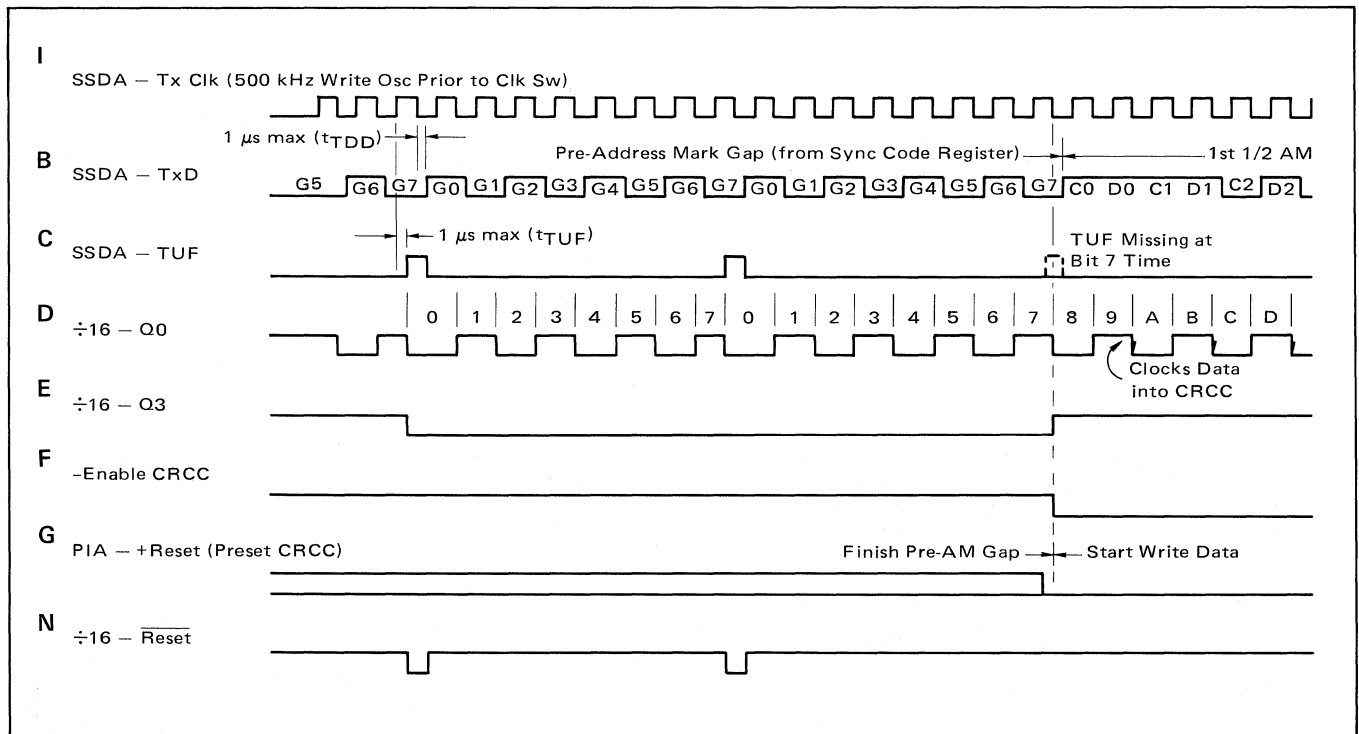 I
SSDA – Tx Clk (500 kHz Write Osc Prior to Clk Sw)
1 μs max (tTDD)
Pre-Address Mark Gap (from Sync Code Register)
1st 1/2 AM
B
SSDA – TxD
G5 G6 G7 G0 G1 G2 G3 G4 G5 G6 G7 G0 G1 G2 G3 G4 G5 G6 G7 C0 D0 C1 D1 C2 D2
C
SSDA – TUF
1 μs max (tTUF)
TUF Missing at
Bit 7 Time
D
÷16 – Q0
0 1 2 3 4 5 6 7 0 1 2 3 4 5 6 7 8 9 A B C D
Clocks Data
into CRCC
E
÷16 – Q3
F
-Enable CRCC
G
PIA – +Reset (Preset CRCC)
Finish Pre-AM Gap
Start Write Data
N
÷16 – R̅e̅s̅e̅t̅